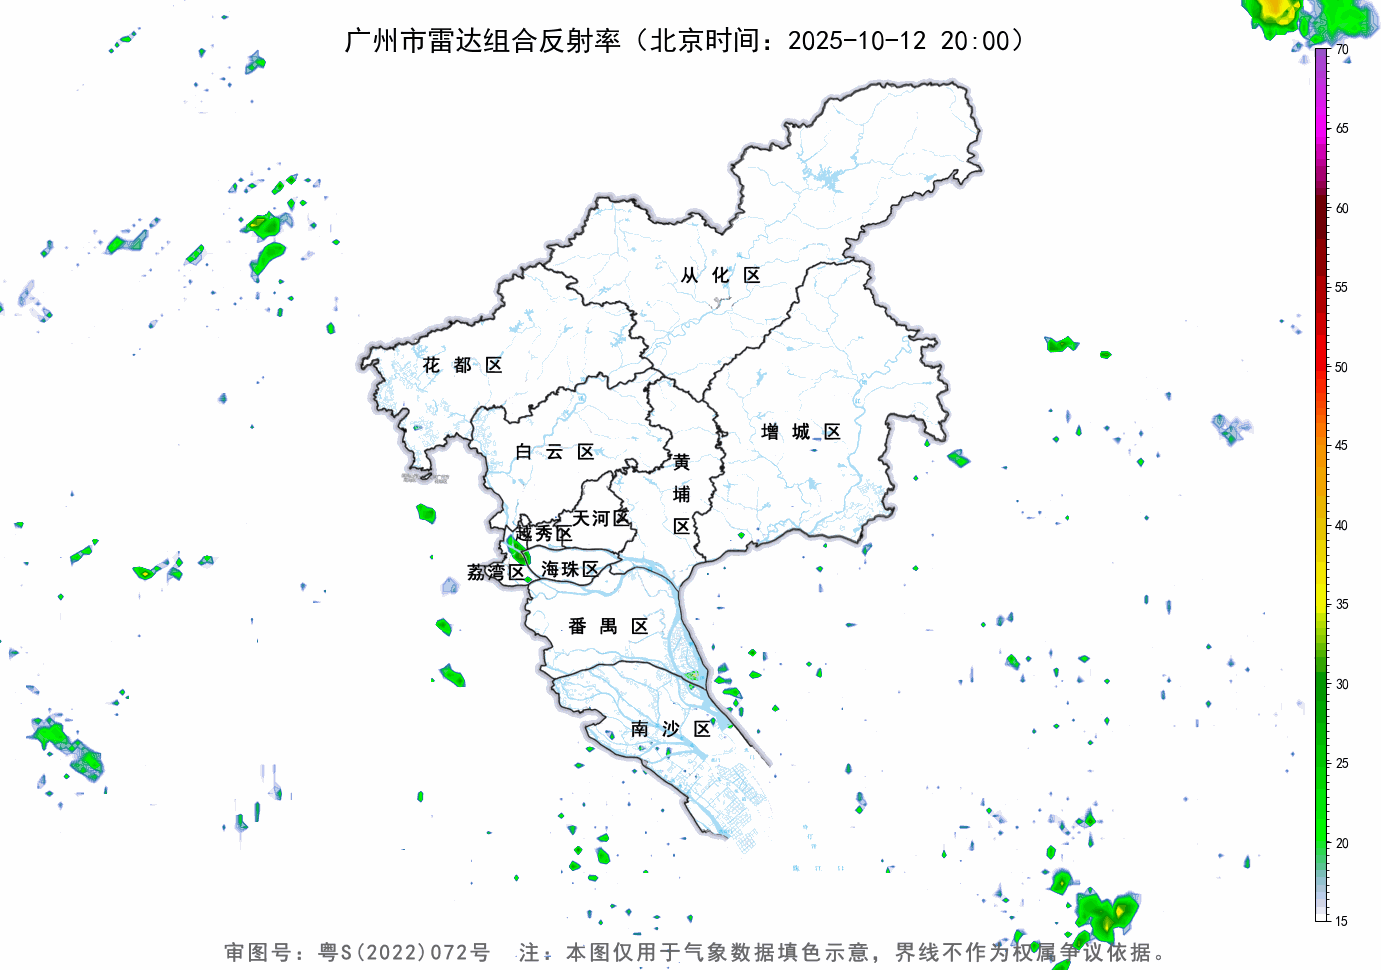 广州市雷达组合反射率（北京时间：2025-10-12 20:00）
70
65
60
55
50
45
40
35
30
25
20
15
从化区
花都区
增城区
白云区
黄埔区
天河区
越秀区
荔湾区
海珠区
番禺区
南沙区
审图号：粤S(2022)072号 注：本图仅用于气象数据填色示意，界线不作为权属争议依据。